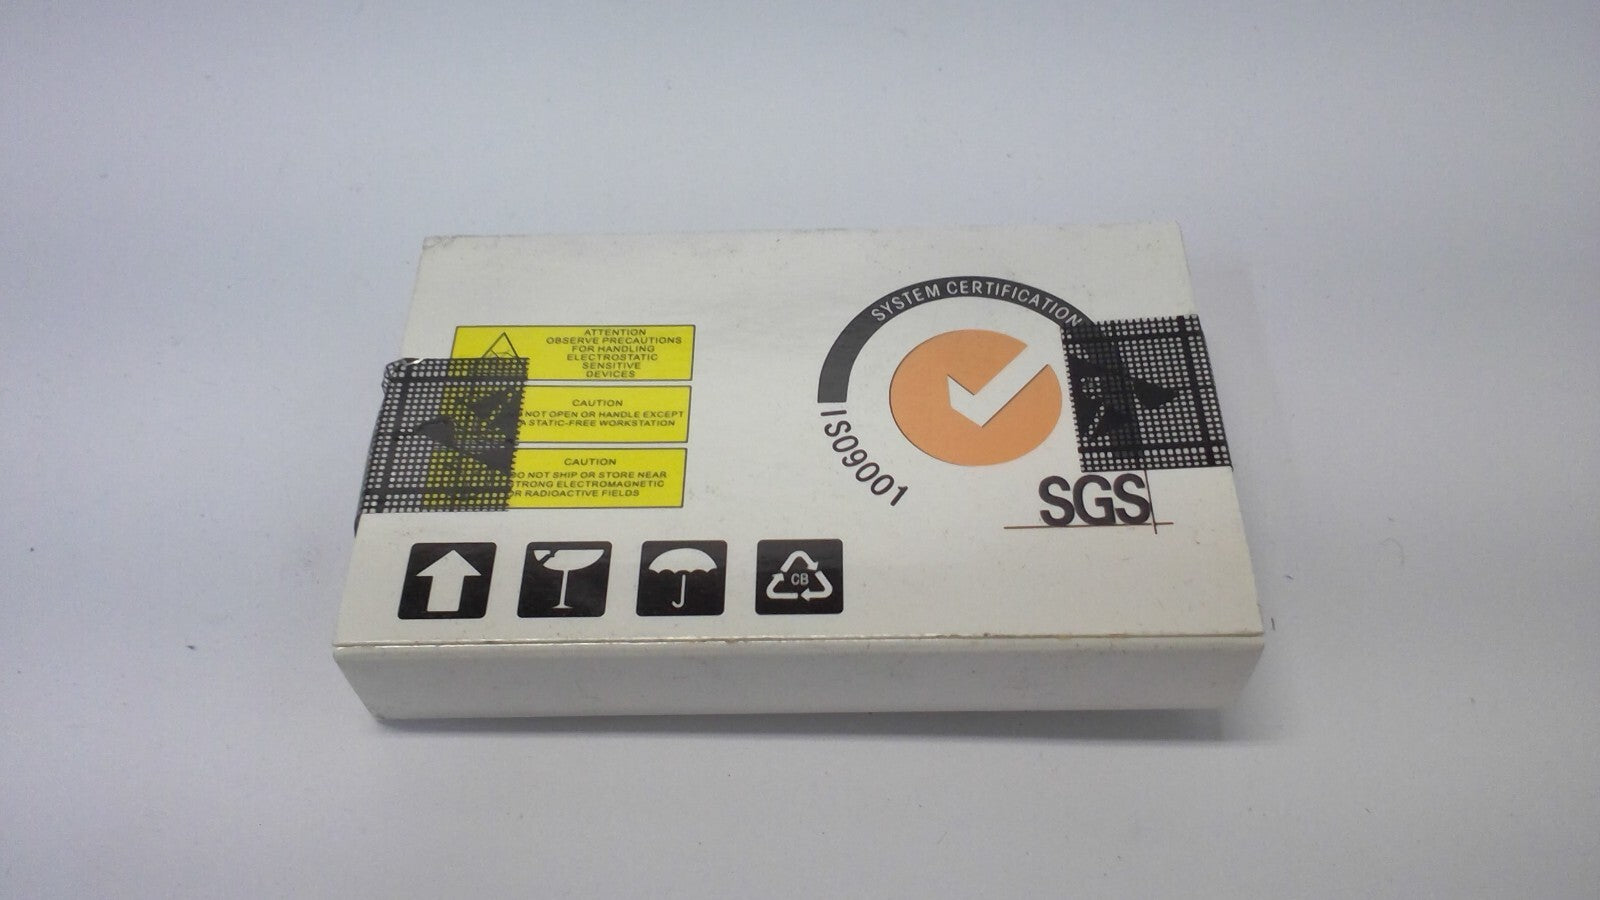 ATTENTION
OBSERVE PRECAUTIONS
FOR HANDLING
ELECTROSTATIC
SENSITIVE
DEVICES
CAUTION
NOT OPEN OR HANDLE EXCEPT
A STATIC-FREE WORKSTATION
CAUTION
DO NOT SHIP OR STORE NEAR
STRONG ELECTROMAGNETIC
OR RADIOACTIVE FIELDS
SYSTEM CERTIFICATION
ISO9001
SGS
CB